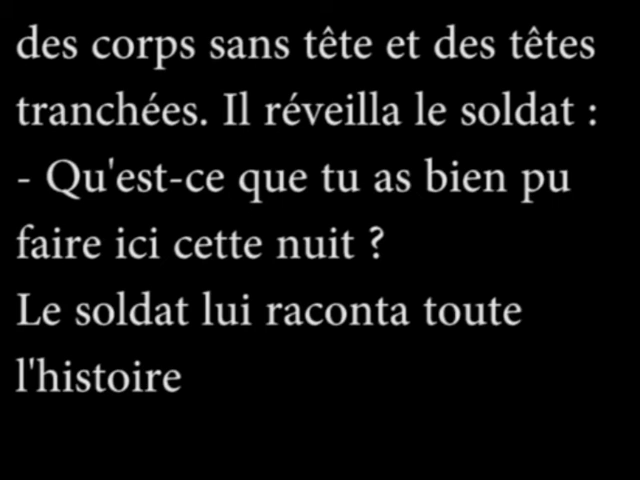 des corps sans tête et des têtes
tranchées. Il réveilla le soldat :
- Qu'est-ce que tu as bien pu
faire ici cette nuit ?
Le soldat lui raconta toute
l'histoire